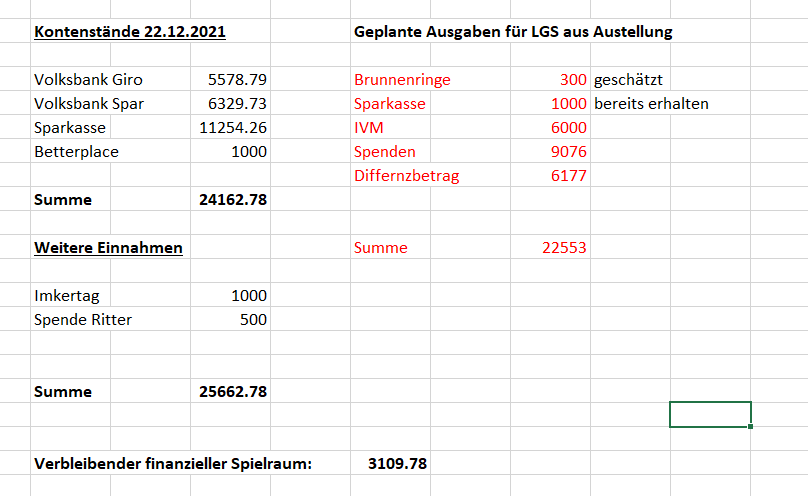 Kontenstände 22.12.2021 Geplante Ausgaben für LGS aus Austellung
Volksbank Giro 5578.79 Brunnenringe 300 geschätzt
Volksbank Spar 6329.73 Sparkasse 1000 bereits erhalten
Sparkasse 11254.26 IVM 6000
Betterplace 1000 Spenden 9076
Differnzbetrag 6177
Summe 24162.78
Weitere Einnahmen Summe 22553
Imkertag 1000
Spende Ritter 500
Summe 25662.78
Verbleibender finanzieller Spielraum: 3109.78